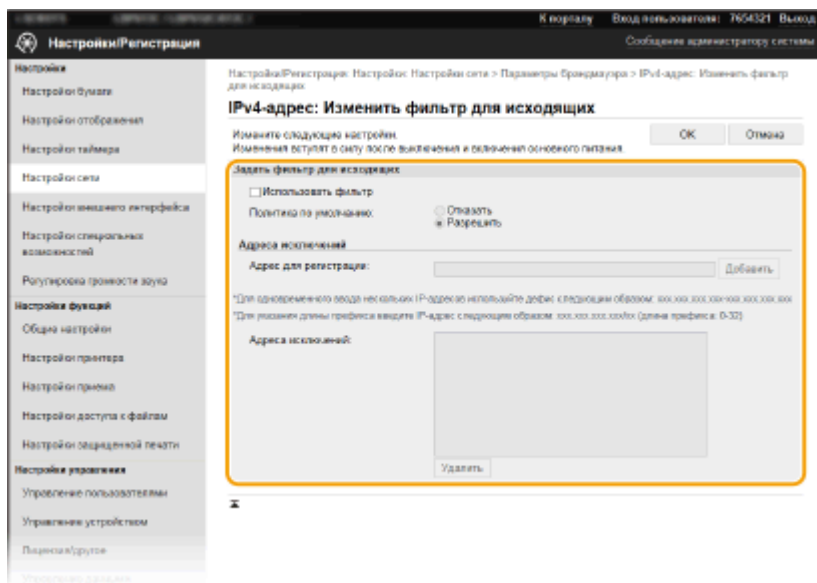 К порталу Вход пользователя: 7654321 Выход
Настройки/Регистрация
Сообщение администратору системы
Настройки
Настройки бумаги
Настройки отображения
Настройки таймера
Настройки сети
Настройки внешнего интерфейса
Настройки специальных
возможностей
Регулировка громкости звука
Настройки функций
Общие настройки
Настройки принтера
Настройки приема
Настройки доступа к файлам
Настройки защищенной печати
Настройки управления
Управление пользователями
Управление устройством
Лицензия/другое
Настройки/Регистрация: Настройки: Настройки сети > Параметры брандмауэра > IPv4-адрес: Изменить фильтр
для исходящих
IPv4-адрес: Изменить фильтр для исходящих
Измените следующие настройки.
Изменения вступят в силу после выключения и включения основного питания.
OK Отмена
Задать фильтр для исходящих
Использовать фильтр
Политика по умолчанию:
Отказать
Разрешить
Адреса исключений
Адрес для регистрации:
Добавить
*Для одновременного ввода нескольких IP-адресов используйте дефис следующим образом: xxx.xxx.xxx.xxx-xxx.xxx.xxx.xxx
*Для указания длины префикса введите IP-адрес следующим образом: xxx.xxx.xxx.xxx/xx (длина префикса: 0-32)
Адреса исключений:
Удалить